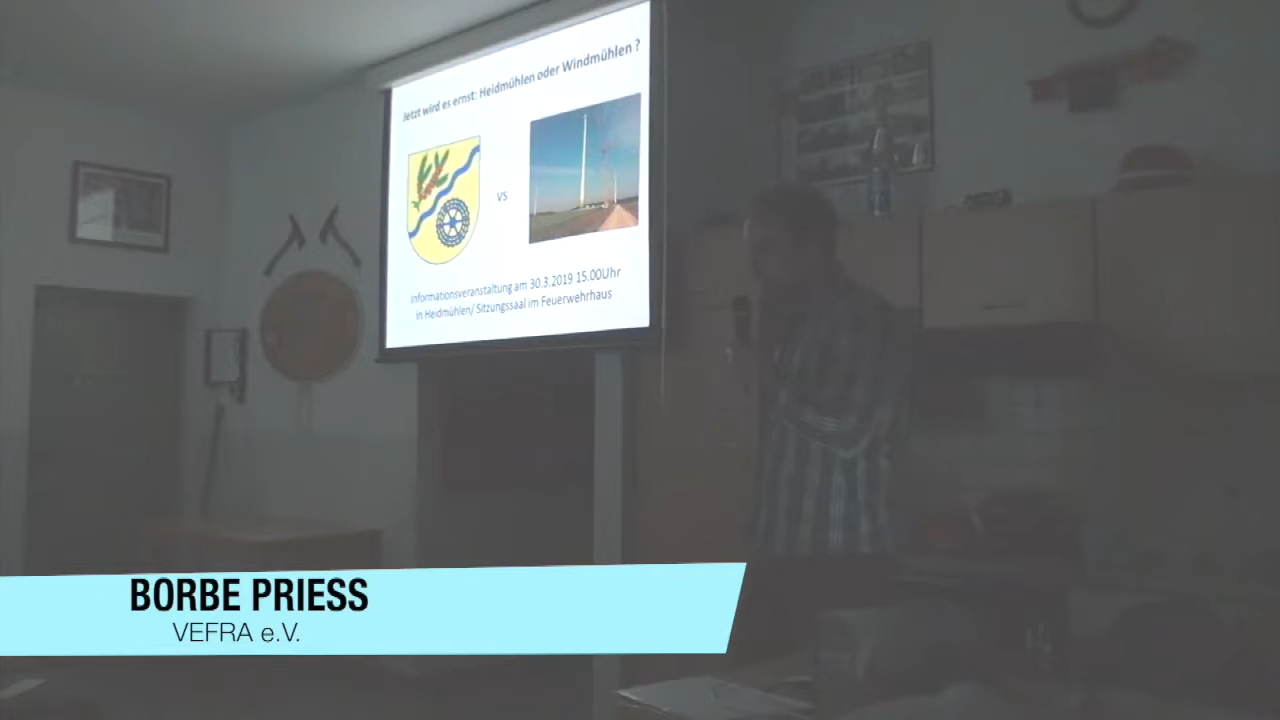 Jetzt wird es ernst: Heidmühlen oder Windmühlen ?
VS
Informationsveranstaltung am 30.3.2019 15.00Uhr
in Heidmühlen/ Sitzungssaal im Feuerwehrhaus
BORBE PRIESS
VEFRA e.V.